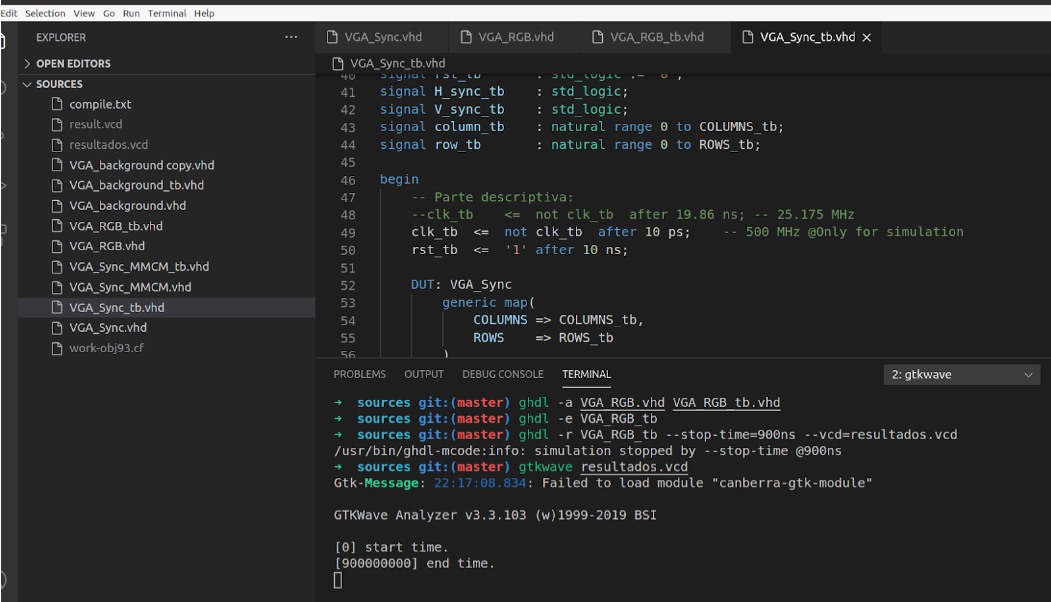 Edit Selection View Go Run Terminal Help
EXPLORER ...
OPEN EDITORS
SOURCES
compile.txt
result.vcd
resultados.vcd
VGA_background copy.vhd
VGA_background_tb.vhd
VGA_background.vhd
VGA_RGB_tb.vhd
VGA_RGB.vhd
VGA_Sync_MMCM_tb.vhd
VGA_Sync_MMCM.vhd
VGA_Sync_tb.vhd
VGA_Sync.vhd
work-obj93.cf
VGA_Sync.vhd VGA_RGB.vhd VGA_RGB_tb.vhd VGA_Sync_tb.vhd
VGA_Sync_tb.vhd
40 signal rst_tb : std_logic := '0';
41 signal H_sync_tb : std_logic;
42 signal V_sync_tb : std_logic;
43 signal column_tb : natural range 0 to COLUMNS_tb;
44 signal row_tb : natural range 0 to ROWS_tb;
45
46 begin
47 -- Parte descriptiva:
48 --clk_tb <= not clk_tb after 19.86 ns; -- 25.175 MHz
49 clk_tb <= not clk_tb after 10 ps; -- 500 MHz @Only for simulation
50 rst_tb <= '1' after 10 ns;
51
52 DUT: VGA_Sync
53 generic map(
54 COLUMNS => COLUMNS_tb,
55 ROWS => ROWS_tb
56 )
PROBLEMS OUTPUT DEBUG CONSOLE TERMINAL 2: gtkwave
➜ sources git:(master) ghdl -a VGA_RGB.vhd VGA_RGB_tb.vhd
➜ sources git:(master) ghdl -e VGA_RGB_tb
➜ sources git:(master) ghdl -r VGA_RGB_tb --stop-time=900ns --vcd=resultados.vcd
/usr/bin/ghdl-mcode:info: simulation stopped by --stop-time @900ns
➜ sources git:(master) gtkwave resultados.vcd
Gtk-Message: 22:17:08.834: Failed to load module "canberra-gtk-module"
GTKWave Analyzer v3.3.103 (w)1999-2019 BSI
[0] start time.
[900000000] end time.